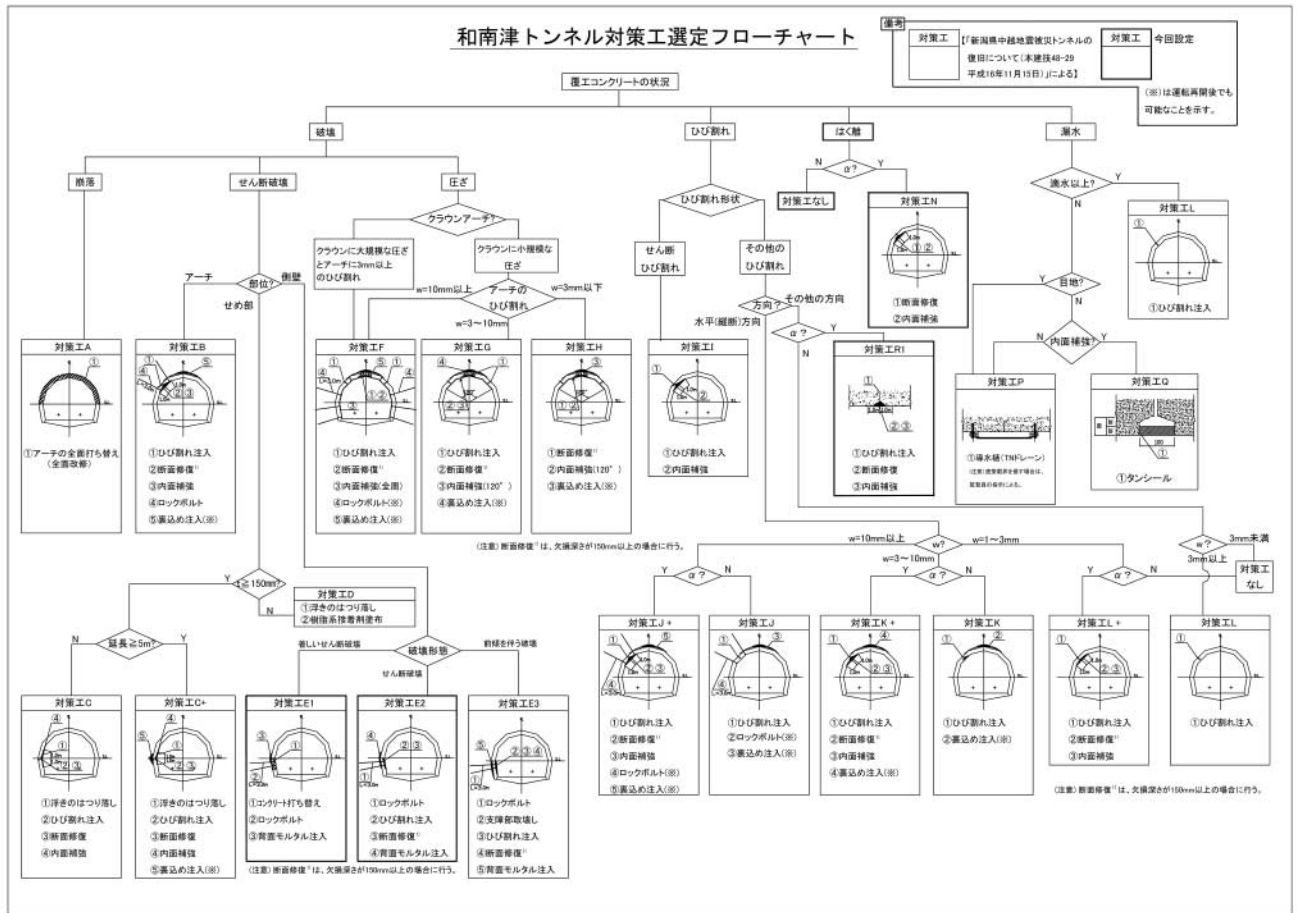 和南津トンネル対策工選定フローチャート
備考
対策工
【「新潟県中越地震被災トンネルの
復旧について(本建技48-29
平成16年11月15日)」による】
対策工
今回設定
(※)は運転再開後でも
可能なことを示す。
覆工コンクリートの状況
破壊
ひび割れ
はく離
漏水
崩落
せん断破壊
圧ざ
クラウンアーチ?
ひび割れ形状
N
α?
Y
対策工なし
滴水以上?
Y
N
クラウンに大規模な圧ざ
とアーチに3mm以上
のひび割れ
クラウンに小規模な
圧ざ
せん断
ひび割れ
その他の
ひび割れ
対策工N
①断面修復
②内面補強
対策工L
①ひび割れ注入
アーチ
部位?
側壁
せめ部
w=10mm以上
アーチの
ひび割れ
w=3mm以下
w=3~10mm
方向?
その他の方向
水平(縦断)方向
α?
Y
N
Y
目地?
N
N
内面補強?
Y
対策工A
①アーチの全面打ち替え
(全面改修)
対策工B
①ひび割れ注入
②断面修復¹⁾
③内面補強
④ロックボルト
⑤裏込め注入(※)
対策工F
①ひび割れ注入
②断面修復¹⁾
③内面補強(全周)
④ロックボルト(※)
⑤裏込め注入(※)
対策工G
①ひび割れ注入
②断面修復¹⁾
③内面補強(120°)
④裏込め注入(※)
対策工H
①断面修復¹⁾
②内面補強(120°)
③裏込め注入(※)
対策工I
①ひび割れ注入
②内面補強
対策工R1
①ひび割れ注入
②断面修復
③内面補強
対策工P
①導水樋(TNドレーン)
対策工Q
①タンシール
(注意) 断面修復¹⁾は、欠損深さが150mm以上の場合に行う。
Y
t≧150mm?
N
対策工D
①浮きのはつり落し
②樹脂系接着剤塗布
N
延長≧5m?
Y
著しいせん断破壊
破壊形態
前傾を伴う破壊
せん断破壊
w=10mm以上
w?
w=1~3mm
w=3~10mm
Y
α?
N
Y
α?
N
Y
α?
N
w?
3mm未満
3mm以上
対策工
なし
対策工C
①浮きのはつり落し
②ひび割れ注入
③断面修復
④内面補強
対策工C+
①浮きのはつり落し
②ひび割れ注入
③断面修復
④内面補強
⑤裏込め注入(※)
対策工E1
①コンクリート打ち替え
②ロックボルト
③背面モルタル注入
対策工E2
①ロックボルト
②ひび割れ注入
③断面修復¹⁾
④背面モルタル注入
対策工E3
①ロックボルト
②支障部取壊し
③ひび割れ注入
④断面修復¹⁾
⑤背面モルタル注入
(注意) 断面修復¹⁾は、欠損深さが150mm以上の場合に行う。
対策工J+
①ひび割れ注入
②断面修復¹⁾
③内面補強
④ロックボルト(※)
⑤裏込め注入(※)
対策工J
①ひび割れ注入
②ロックボルト(※)
③裏込め注入(※)
対策工K+
①ひび割れ注入
②断面修復¹⁾
③内面補強
④裏込め注入(※)
対策工K
①ひび割れ注入
②裏込め注入(※)
対策工L+
①ひび割れ注入
②断面修復¹⁾
③内面補強
対策工L
①ひび割れ注入
(注意) 断面修復¹⁾は、欠損深さが150mm以上の場合に行う。